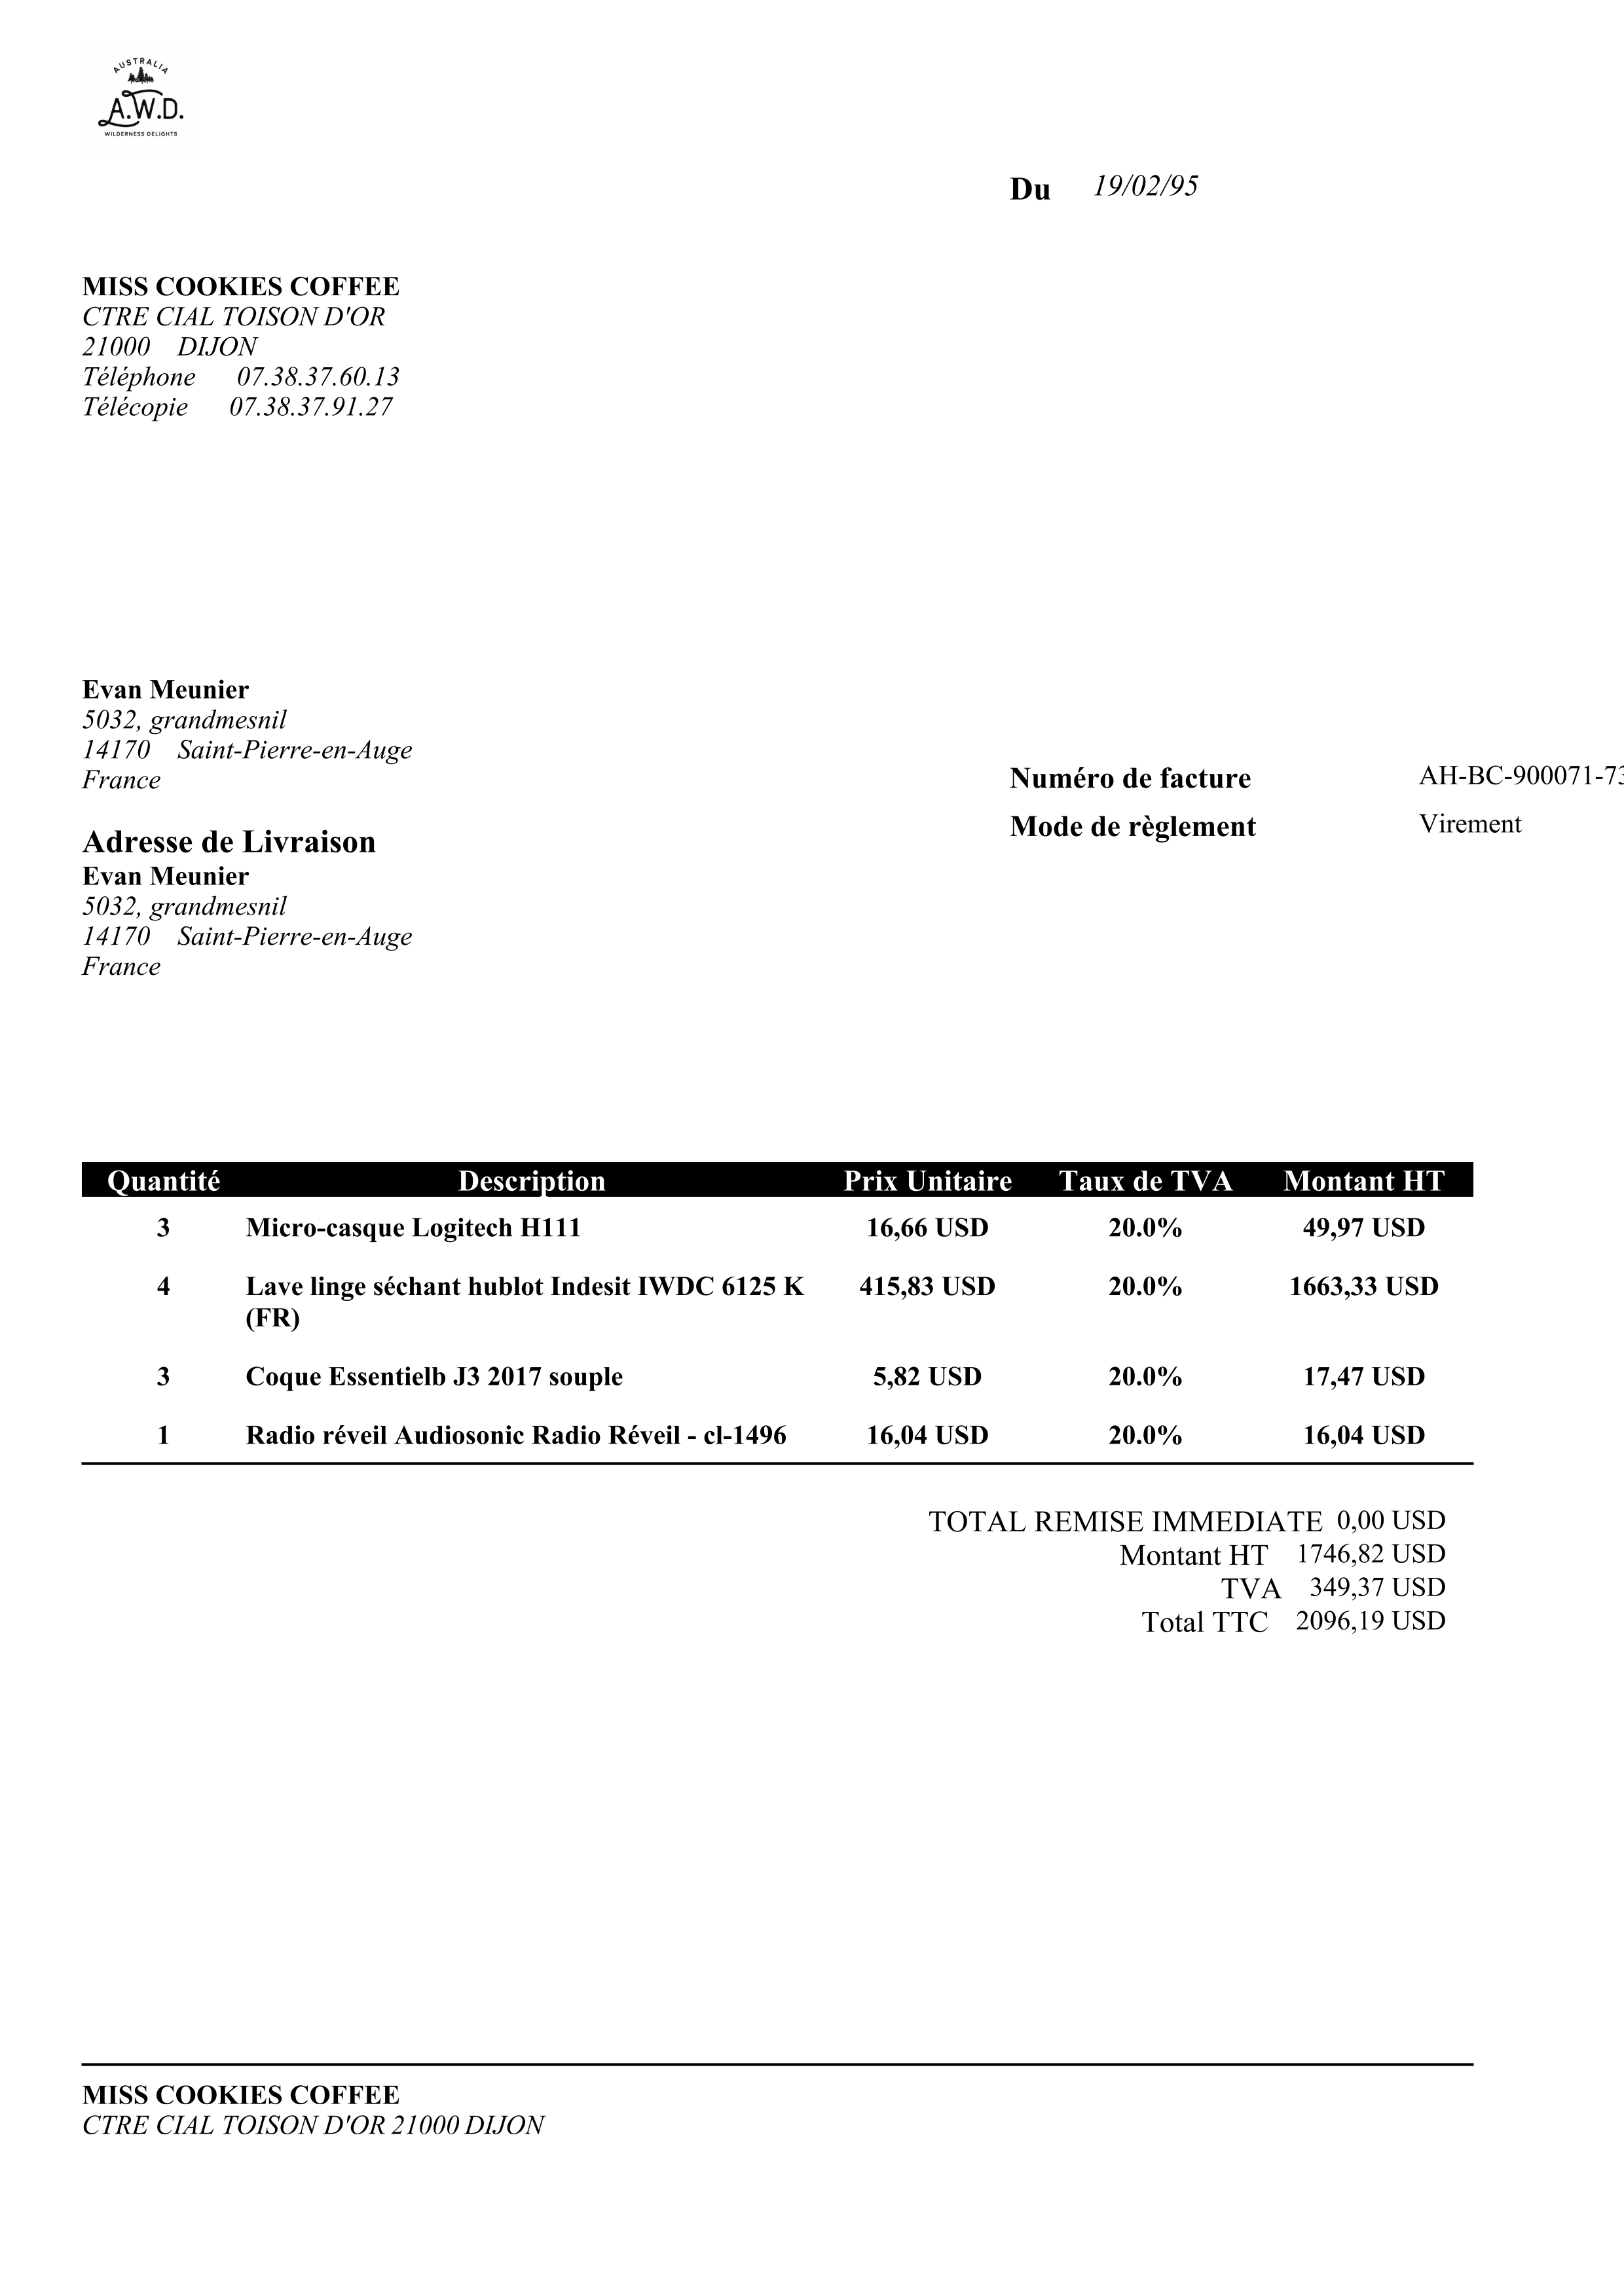 AUSTRALIA
A.W.D.
WILDERNESS DELIGHTS
Du 19/02/95
MISS COOKIES COFFEE
CTRE CIAL TOISON D'OR
21000 DIJON
Téléphone 07.38.37.60.13
Télécopie 07.38.37.91.27
Evan Meunier
5032, grandmesnil
14170 Saint-Pierre-en-Auge
France
Numéro de facture AH-BC-900071-73
Mode de règlement Virement
Adresse de Livraison
Evan Meunier
5032, grandmesnil
14170 Saint-Pierre-en-Auge
France
Quantité Description Prix Unitaire Taux de TVA Montant HT
3 Micro-casque Logitech H111 16,66 USD 20.0% 49,97 USD
4 Lave linge séchant hublot Indesit IWDC 6125 K 415,83 USD 20.0% 1663,33 USD
(FR)
3 Coque Essentielb J3 2017 souple 5,82 USD 20.0% 17,47 USD
1 Radio réveil Audiosonic Radio Réveil - cl-1496 16,04 USD 20.0% 16,04 USD
TOTAL REMISE IMMEDIATE 0,00 USD
Montant HT 1746,82 USD
TVA 349,37 USD
Total TTC 2096,19 USD
MISS COOKIES COFFEE
CTRE CIAL TOISON D'OR 21000 DIJON